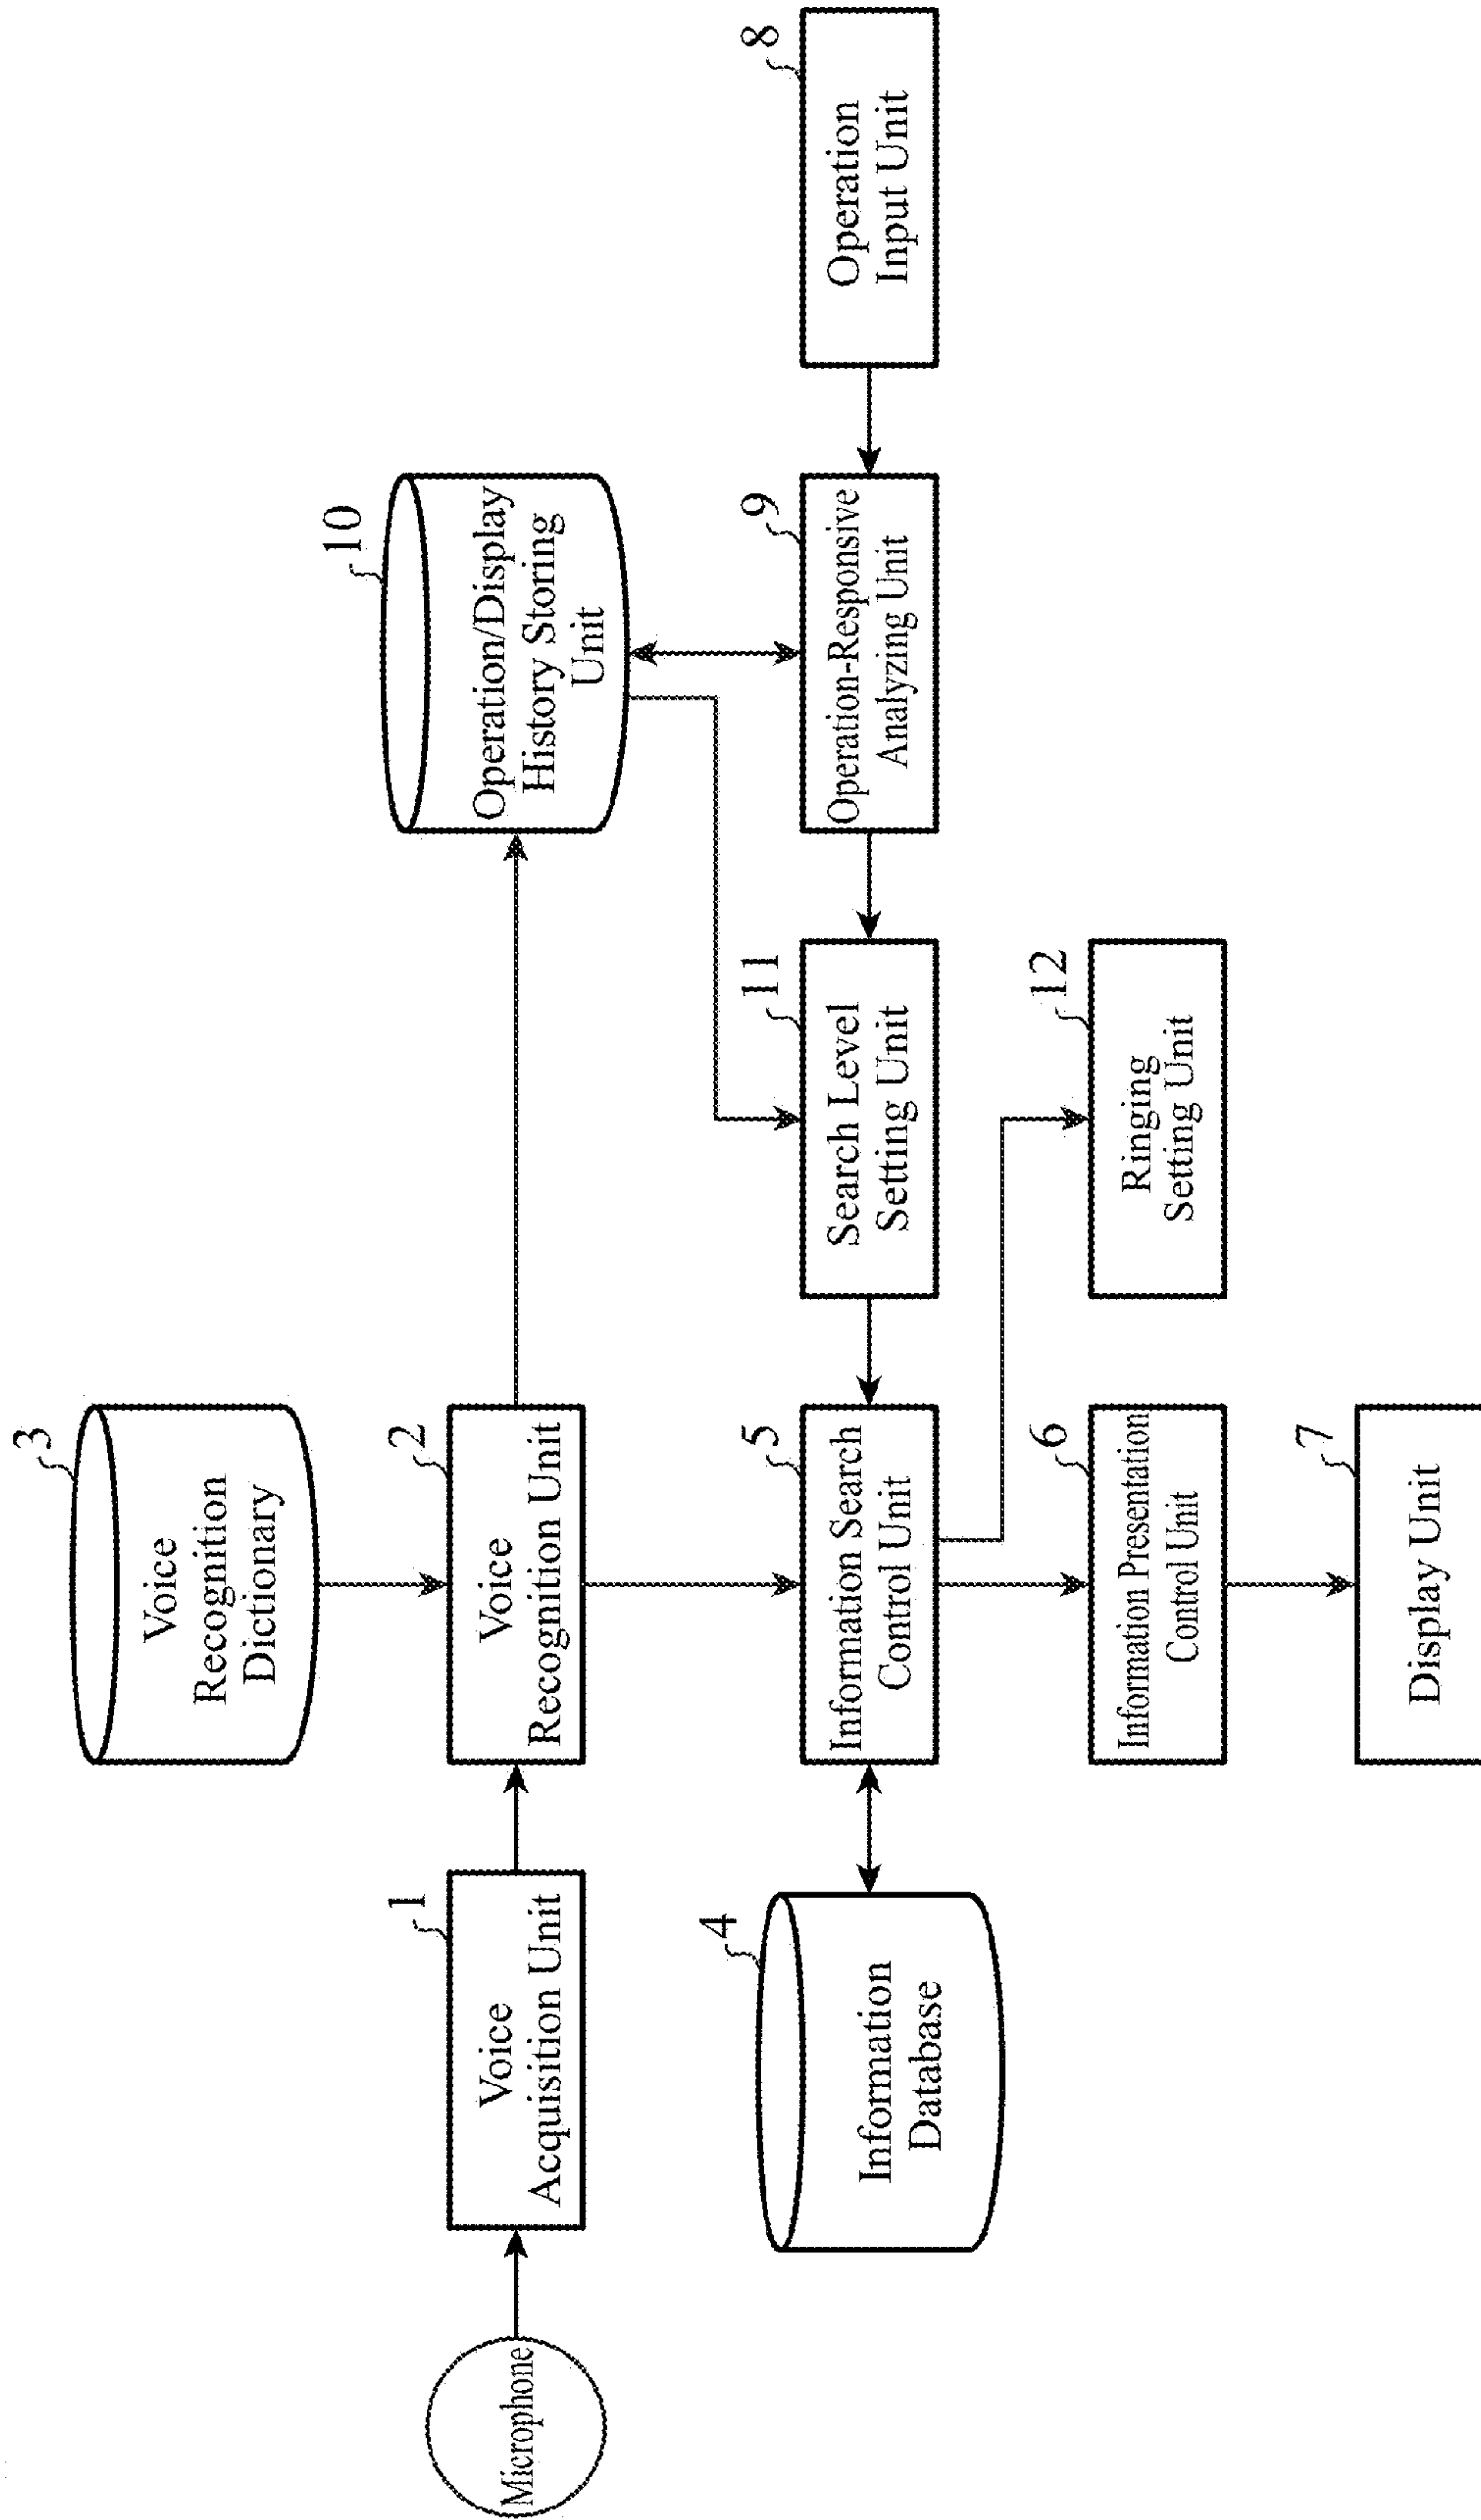 3
Voice
Recognition
Dictionary
10
Operation/Display
History Storing
Unit
Microphone
1
Voice
Acquisition Unit
2
Voice
Recognition Unit
4
Information
Database
5
Information Search
Control Unit
11
Search Level
Setting Unit
9
Operation-Responsive
Analyzing Unit
8
Operation
Input Unit
6
Information Presentation
Control Unit
12
Ringing
Setting Unit
7
Display Unit